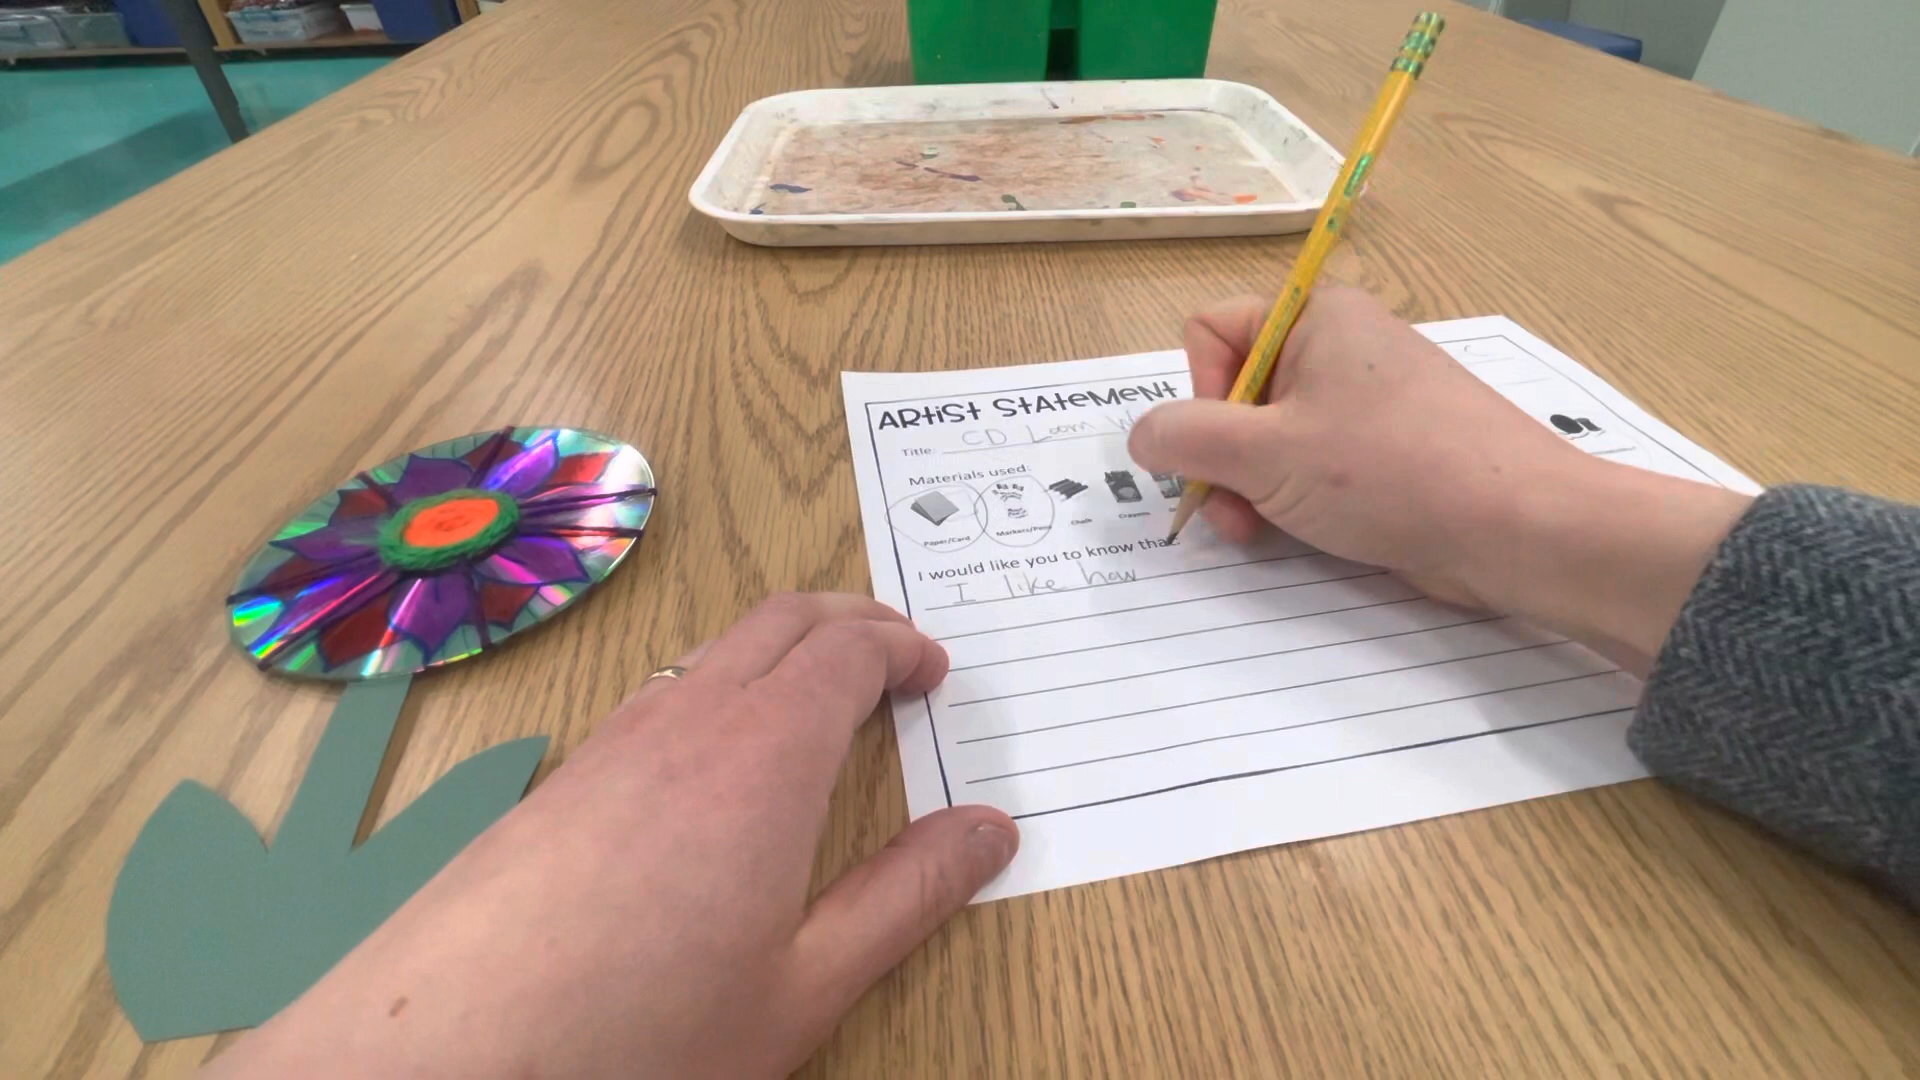 ARTIST STATEMENT
Title: CD Loom
Materials used:
Paper/Card Markers/Pens Chalk Crayons
I would like you to know that:
I like how